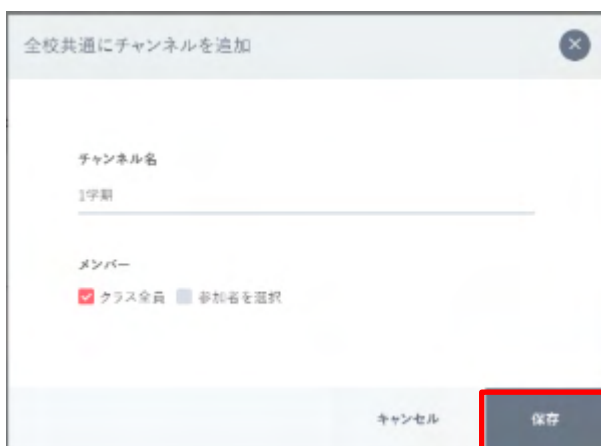 全校共通にチャンネルを追加
チャンネル名
1学期
メンバー
クラス全員 参加者を選択
キャンセル 保存